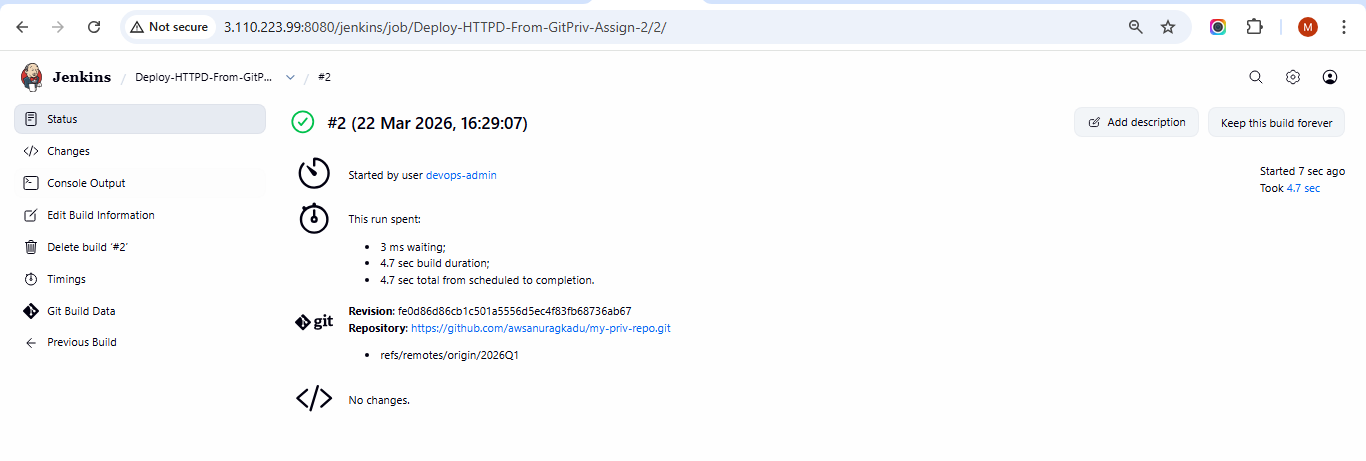 Not secure 3.110.223.99:8080/jenkins/job/Deploy-HTTPD-From-GitPriv-Assign-2/2/ M
Jenkins / Deploy-HTTPD-From-GitP... / #2
Status
Changes
Console Output
Edit Build Information
Delete build '#2'
Timings
Git Build Data
Previous Build
#2 (22 Mar 2026, 16:29:07)
Add description
Keep this build forever
Started by user devops-admin
Started 7 sec ago
Took 4.7 sec
This run spent:
• 3 ms waiting;
• 4.7 sec build duration;
• 4.7 sec total from scheduled to completion.
git
Revision: fe0d86d86cb1c501a5556d5ec4f83fb68736ab67
Repository: https://github.com/awsanuragkadu/my-priv-repo.git
• refs/remotes/origin/2026Q1
</> No changes.